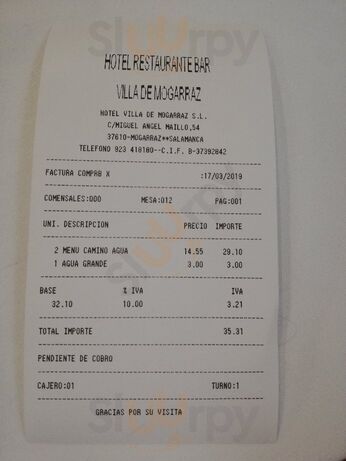 HOTEL RESTAURANTE BAR
VILLA DE MOGARRAZ
HOTEL VILLA DE MOGARRAZ S.L.
C/MIGUEL ANGEL MAILLO,54
37610-MOGARRAZ**SALAMANCA
TELEFONO 923 418180--C.I.F. B-37392842
FACTURA COMPRB X :17/03/2019
COMENSALES:000 MESA:012 PAG:001
UNI. DESCRIPCION PRECIO IMPORTE
2 MENU CAMINO AGUA 14.55 29.10
1 AGUA GRANDE 3.00 3.00
BASE % IVA IVA
32.10 10.00 3.21
TOTAL IMPORTE 35.31
PENDIENTE DE COBRO
CAJERO:01 TURNO:1
GRACIAS POR SU VISITA
sluurpy
sluurpy
sluurpy